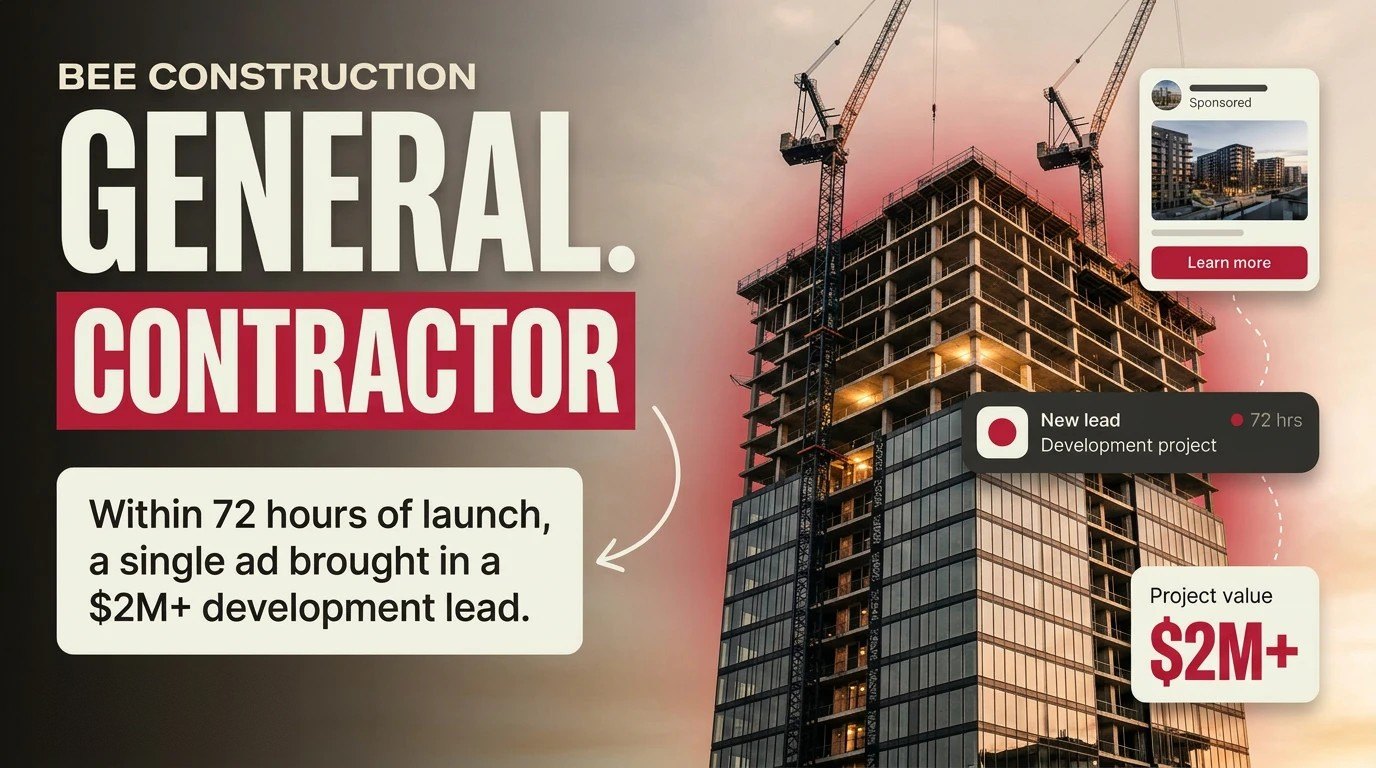 BEE CONSTRUCTION
GENERAL.
CONTRACTOR
Within 72 hours of launch,
a single ad brought in a
$2M+ development lead.
Sponsored
Learn more
New lead
72 hrs
Development project
Project value
$2M+